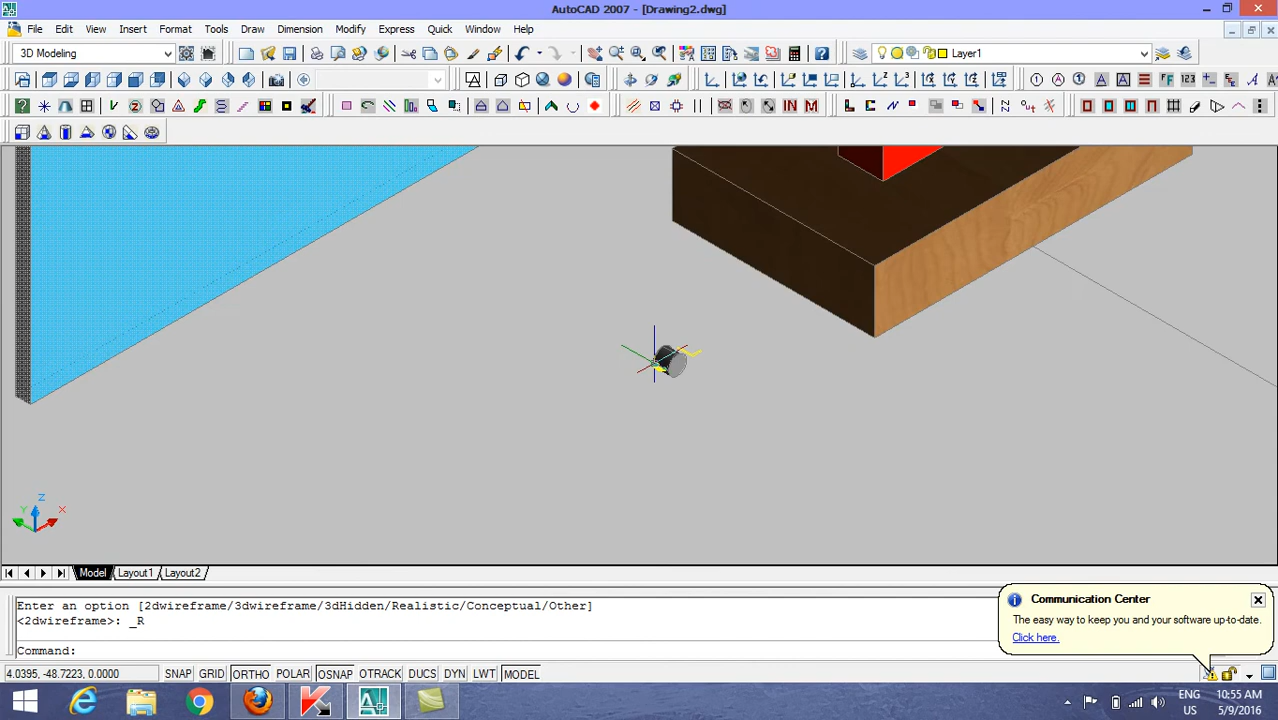 AutoCAD 2007 - [Drawing2.dwg]
File Edit View Insert Format Tools Draw Dimension Modify Express Quick Window Help
3D Modeling
Layer1
123
Z
Y X
Model Layout1 Layout2
Enter an option [2dwireframe/3dwireframe/3dHidden/Realistic/Conceptual/Other]
<2dwireframe>: _R
Command:
Communication Center
The easy way to keep you and your software up-to-date.
Click here.
4.0395, -48.7223, 0.0000 SNAP GRID ORTHO POLAR OSNAP OTRACK DUCS DYN LWT MODEL
ENG 10:55 AM
US 5/9/2016